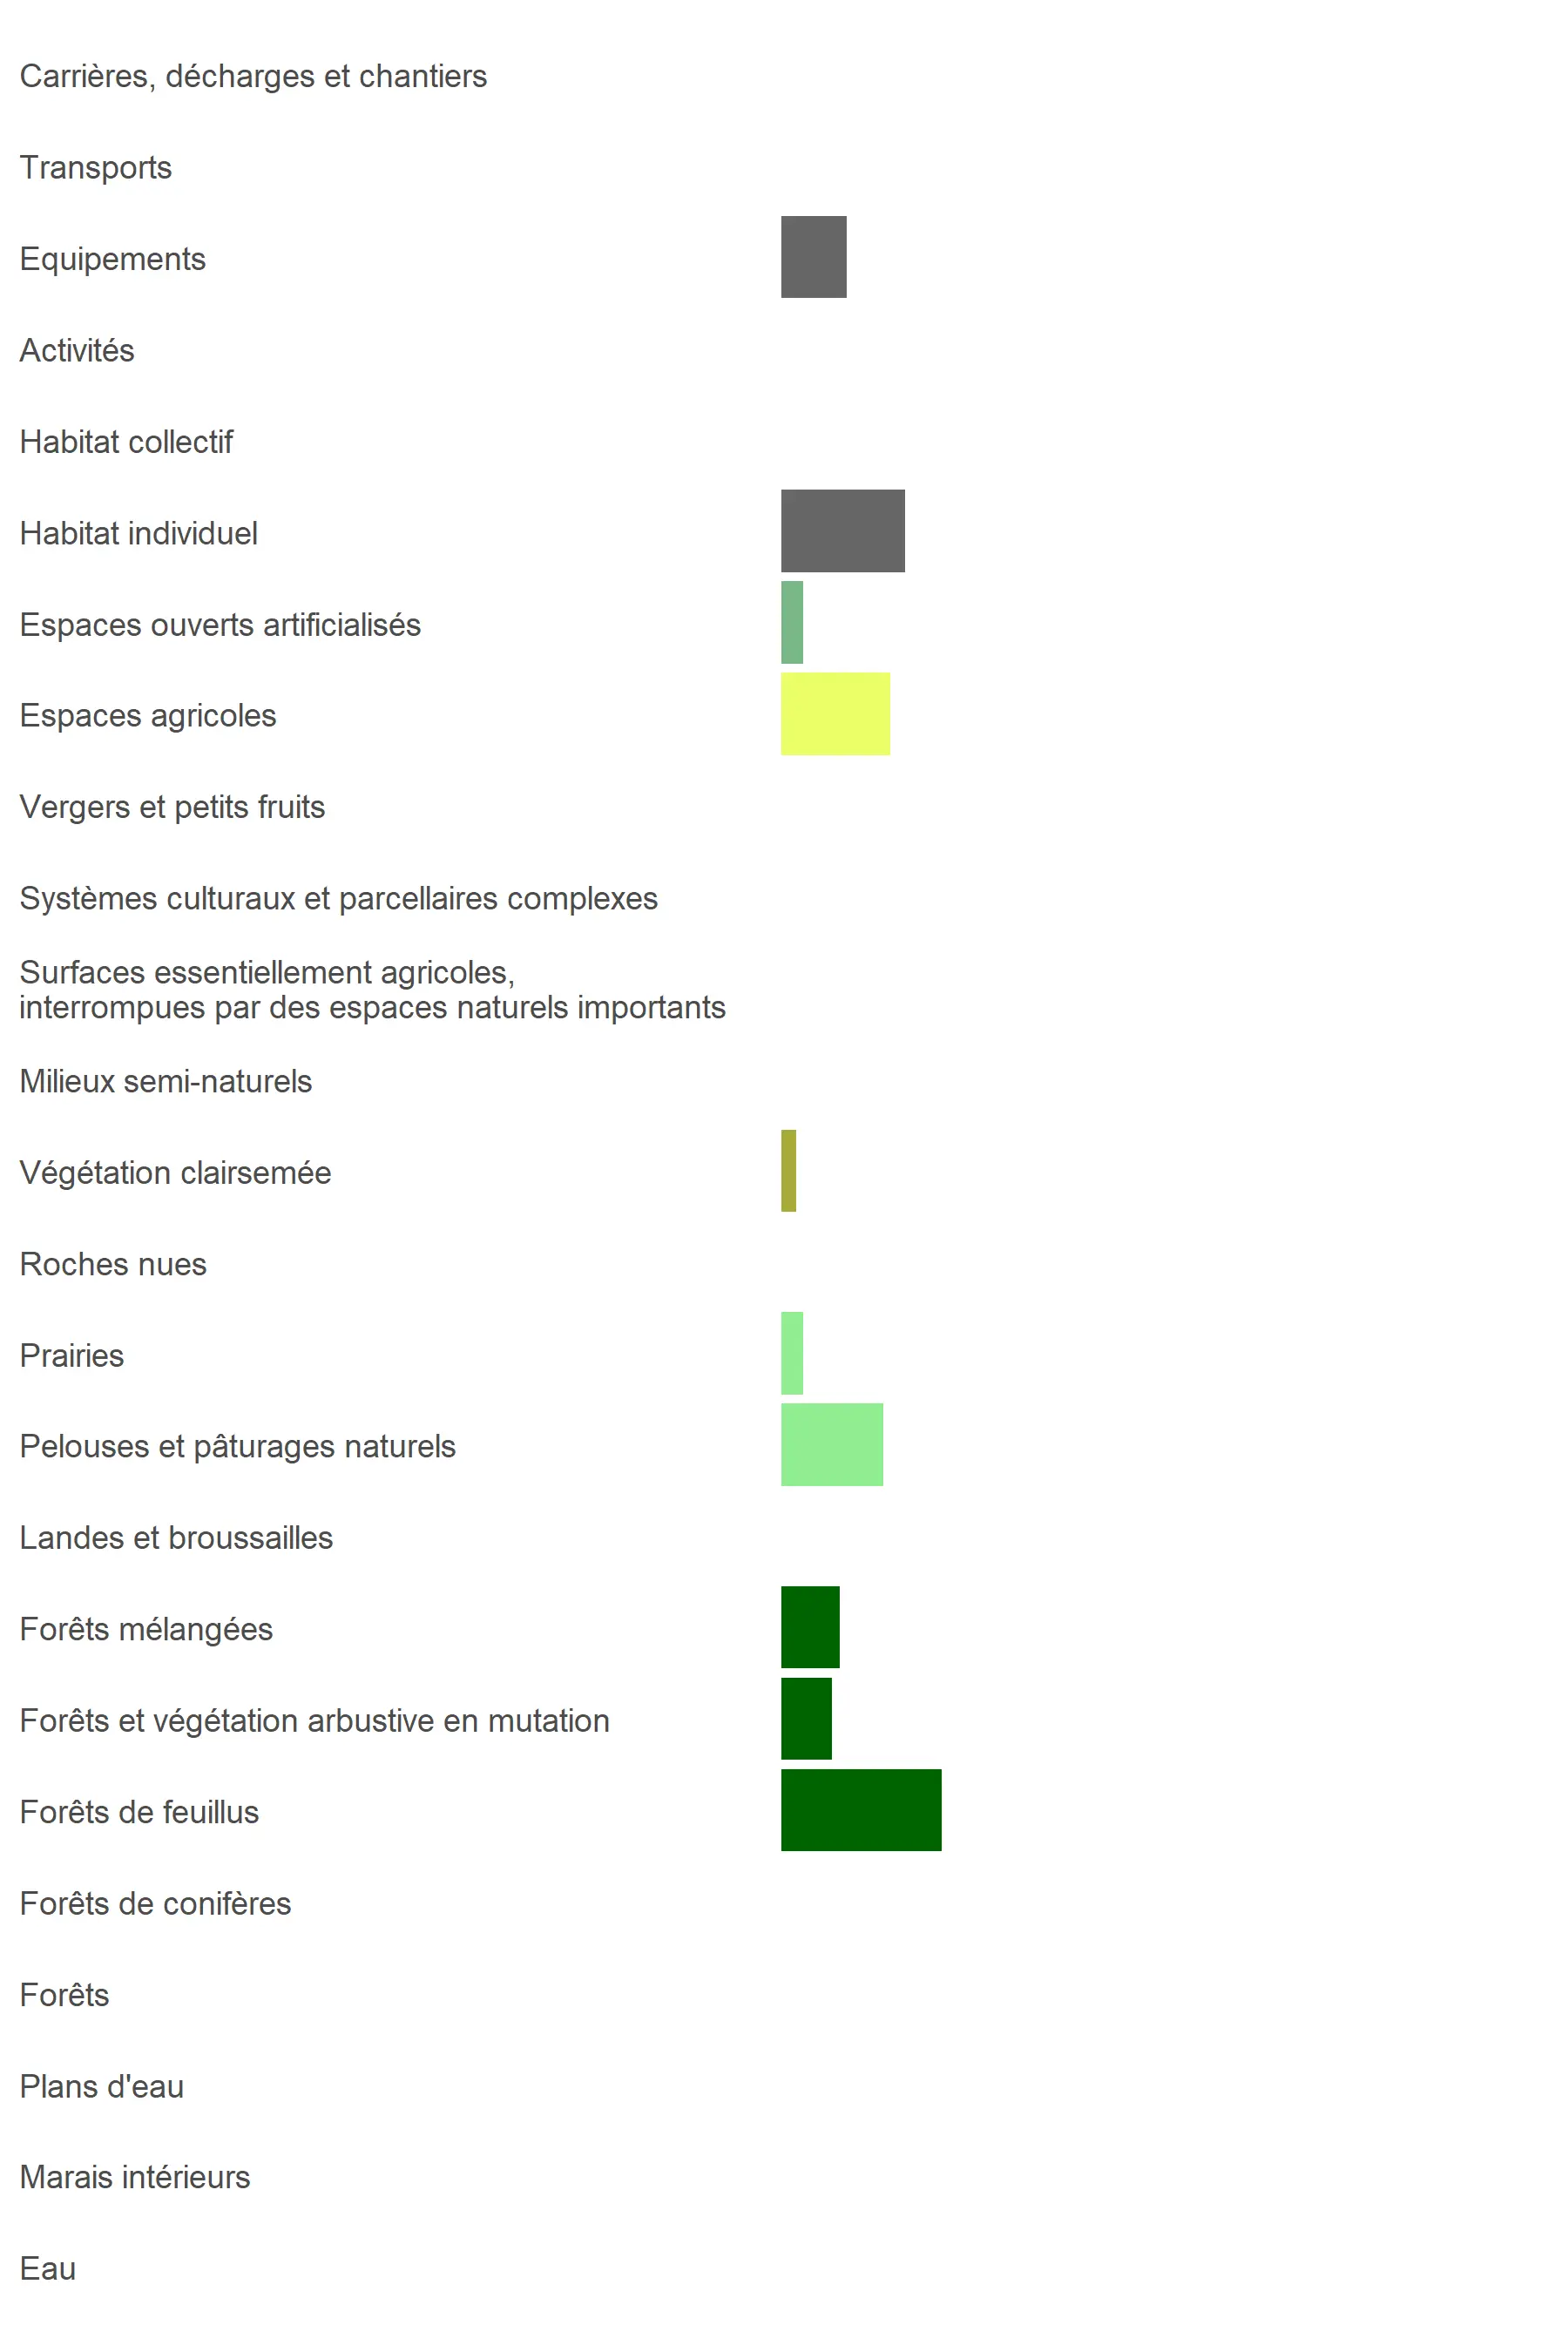 Carrières, décharges et chantiers
Transports
Equipements
Activités
Habitat collectif
Habitat individuel
Espaces ouverts artificialisés
Espaces agricoles
Vergers et petits fruits
Systèmes culturaux et parcellaires complexes
Surfaces essentiellement agricoles,
interrompues par des espaces naturels importants
Milieux semi-naturels
Végétation clairsemée
Roches nues
Prairies
Pelouses et pâturages naturels
Landes et broussailles
Forêts mélangées
Forêts et végétation arbustive en mutation
Forêts de feuillus
Forêts de conifères
Forêts
Plans d'eau
Marais intérieurs
Eau